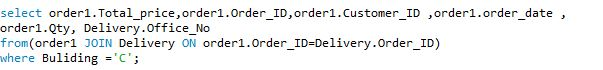 select order1.Total_price,order1.Order_ID,order1.Customer_ID ,order1.order_date ,
order1.Qty, Delivery.Office_No
from(order1 JOIN Delivery ON order1.Order_ID=Delivery.Order_ID)
where Buliding ='C';